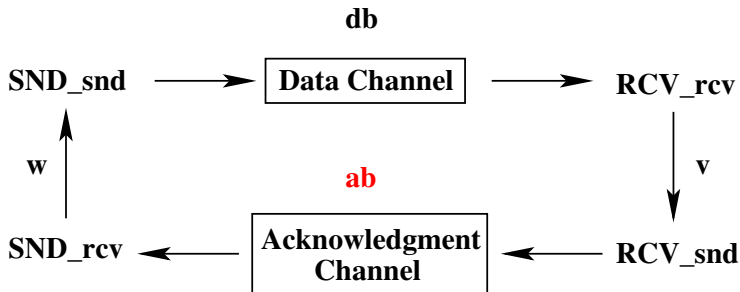 db
SND_snd
Data Channel
RCV_rcv
w
ab
v
SND_rcv
Acknowledgment
Channel
RCV_snd